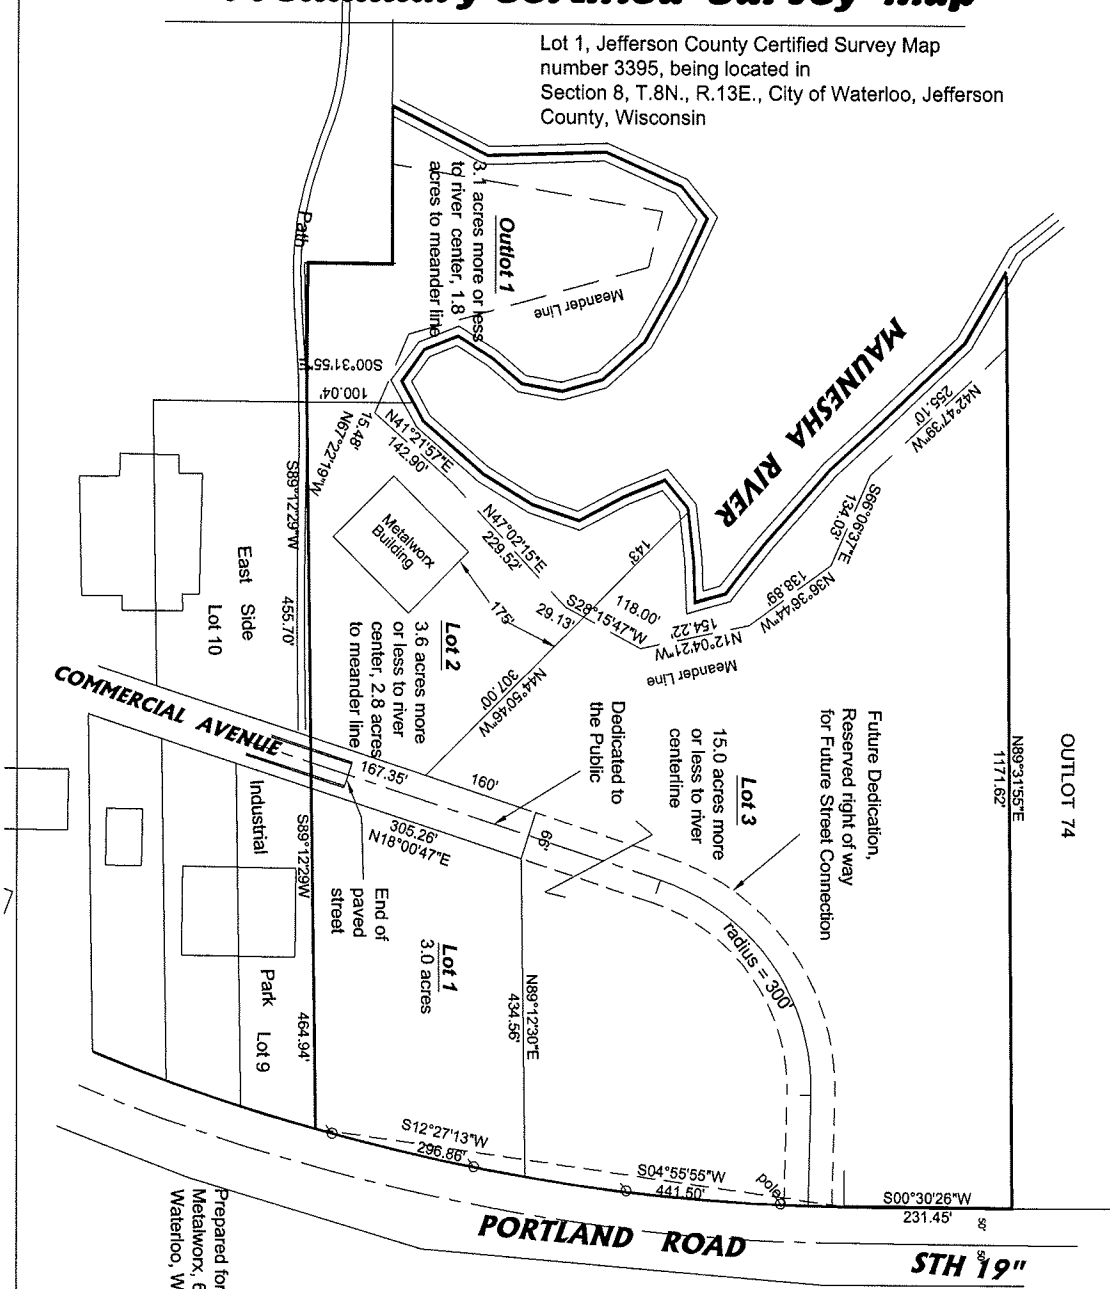 Preliminary Certified Survey Map
Lot 1, Jefferson County Certified Survey Map
number 3395, being located in
Section 8, T.8N., R.13E., City of Waterloo, Jefferson
County, Wisconsin
Outlot 1
3.1 acres more or less
to river center, 1.8
acres to meander line
Meander Line
Path
MAUNESHA RIVER
S00°31'55"E
100.04'
15.48'
N67°22'19"W
N41°21'57"E
142.90'
N47°02'15"E
229.52'
Metalworx
Building
175'
143'
29.13'
S28°15'47"W
118.00'
N44°50'46"W
307.00'
154.22'
N12°04'21"W
138.89'
N36°36'44"W
S66°06'37"E
134.03'
N42°47'39"W
255.10'
Meander Line
S89°12'29"W
455.70'
East Side
Lot 10
Lot 2
3.6 acres more
or less to river
center, 2.8 acres
to meander line
COMMERCIAL AVENUE
167.35'
160'
305.26'
N18°00'47"E
66'
Dedicated to
the Public
Lot 3
15.0 acres more
or less to river
centerline
Future Dedication,
Reserved right of way
for Future Street Connection
N89°31'55"E
1171.62'
OUTLOT 74
radius = 300'
End of
paved
street
Lot 1
3.0 acres
N89°12'30"E
434.56'
Industrial
Park Lot 9
S89°12'29W
464.94'
S12°27'13"W
296.86'
S04°55'55"W
441.50'
pole
S00°30'26"W
231.45'
50'
50'
PORTLAND ROAD
STH 19"
Prepared for
Metalworx, 6
Waterloo, W